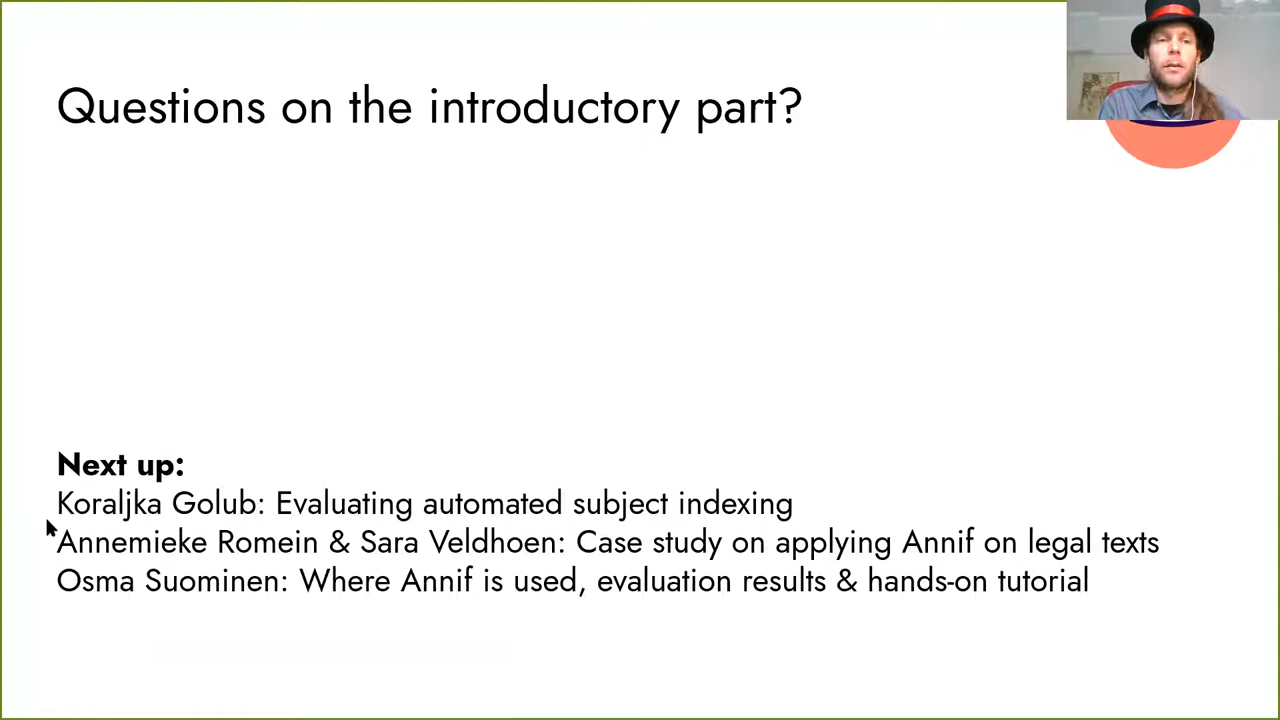 Questions on the introductory part?
Next up:
Koraljka Golub: Evaluating automated subject indexing
Annemieke Romein & Sara Veldhoen: Case study on applying Annif on legal texts
Osma Suominen: Where Annif is used, evaluation results & hands-on tutorial